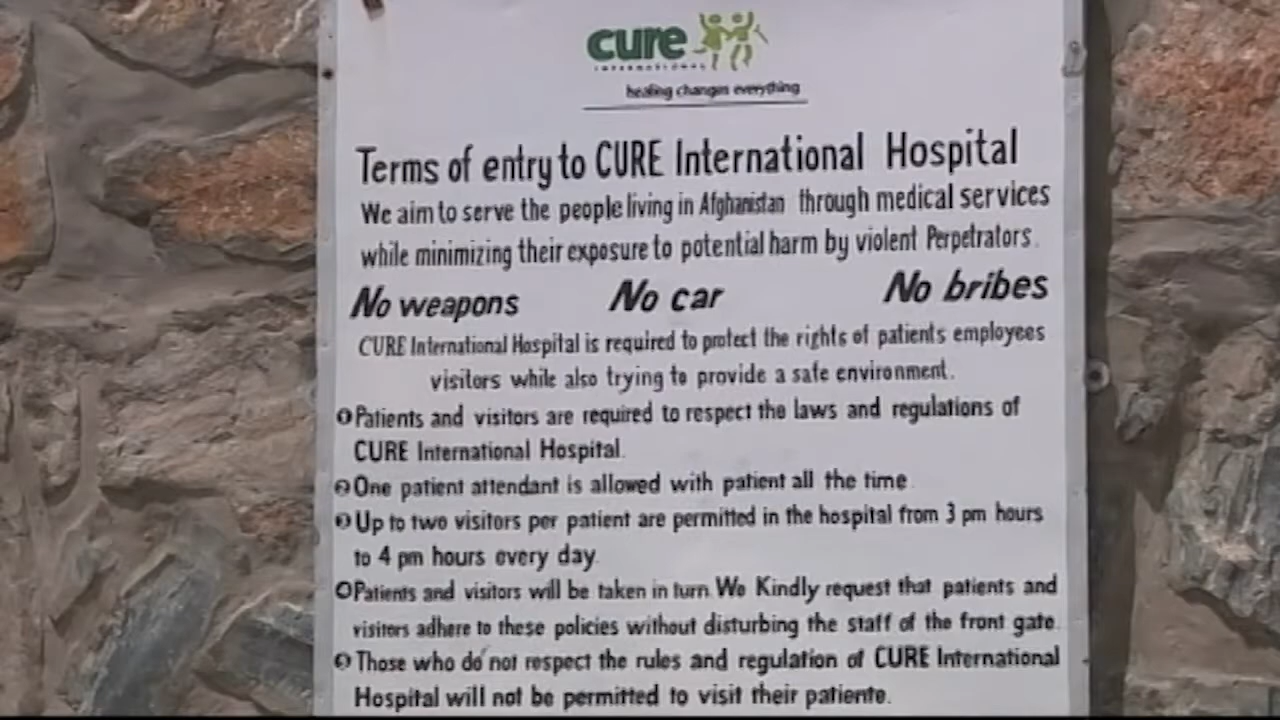 cure
INTERNATIONAL
healing changes everything
Terms of entry to CURE International Hospital
We aim to serve the people living in Afghanistan through medical services
while minimizing their exposure to potential harm by violent Perpetrators.
No weapons No car No bribes
CURE International Hospital is required to protect the rights of patients employees
visitors while also trying to provide a safe environment.
❶ Patients and visitors are required to respect the laws and regulations of
CURE International Hospital.
❷ One patient attendant is allowed with patient all the time
❸ Up to two visitors per patient are permitted in the hospital from 3 pm hours
to 4 pm hours every day.
❹ Patients and visitors will be taken in turn. We Kindly request that patients and
visitors adhere to these policies without disturbing the staff of the front gate.
❺ Those who do not respect the rules and regulation of CURE International
Hospital will not be permitted to visit their patiente.